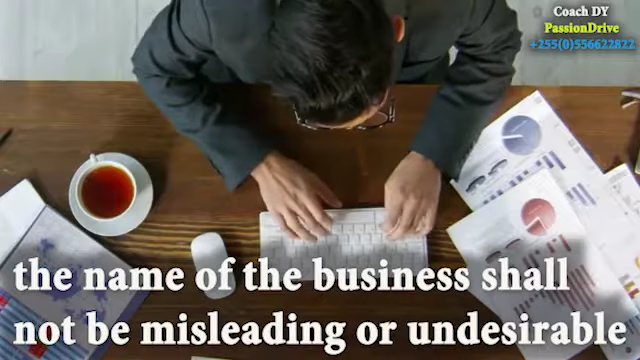 Coach DY
PassionDrive
+255(0)556622822
the name of the business shall
not be misleading or undesirable